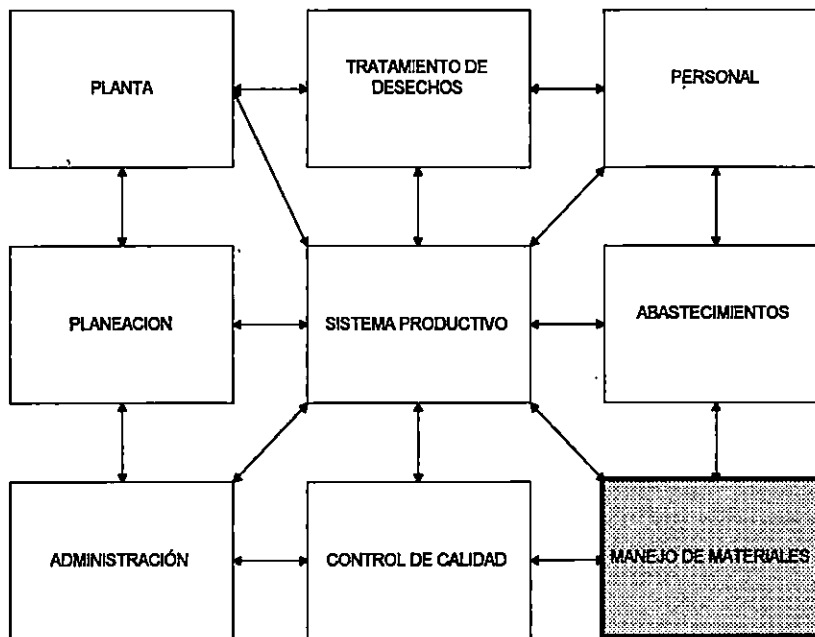 PLANTA
TRATAMIENTO DE
DESECHOS
PERSONAL
PLANEACION
SISTEMA PRODUCTIVO
ABASTECIMIENTOS
ADMINISTRACIÓN
CONTROL DE CALIDAD
MANEJO DE MATERIALES